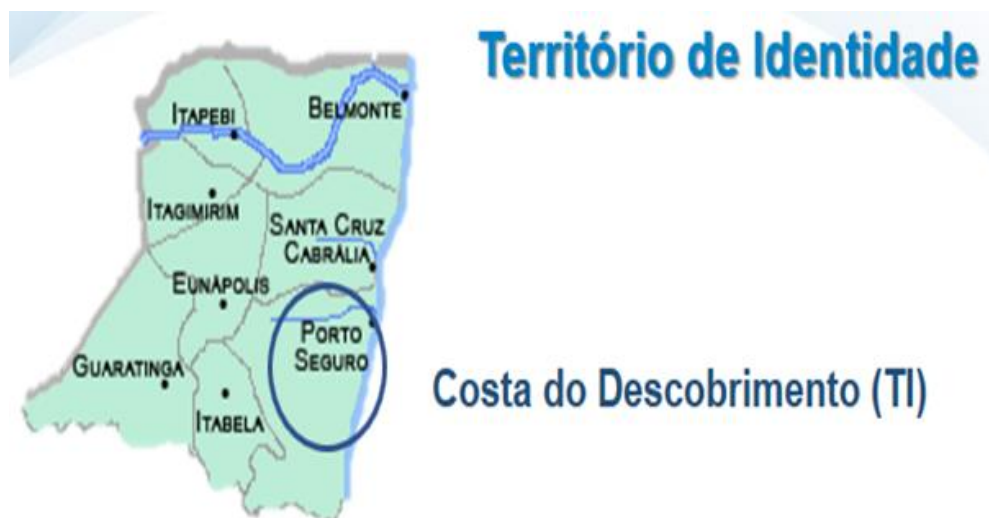 Território de Identidade
ITAPEBI
BELMONTE
ITAGIMIRIM
SANTA CRUZ
CABRÁLIA
EUNÁPOLIS
PORTO
SEGURO
GUARATINGA
ITABELA
Costa do Descobrimento (TI)